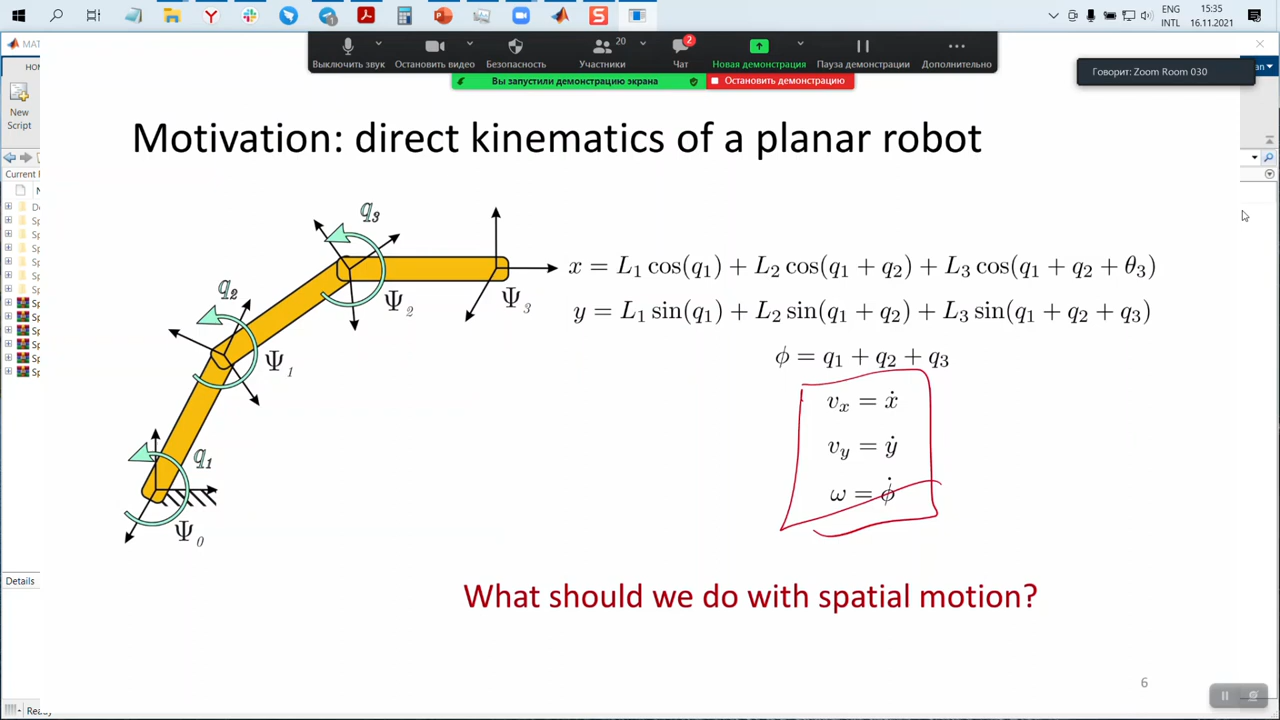 ENG
15:35
INTL
16.11.2021
MAT
HOM
20
2
Выключить звук
Остановить видео
Безопасность
Участники
Чат
Новая демонстрация
Пауза демонстрации
Дополнительно
Вы запустили демонстрацию экрана
Остановить демонстрацию
Говорит: Zoom Room 030
New
Script
Current F
Motivation: direct kinematics of a planar robot
q₃
x = L₁ cos(q₁) + L₂ cos(q₁ + q₂) + L₃ cos(q₁ + q₂ + θ₃)
q₂
Ψ₂
Ψ₃
y = L₁ sin(q₁) + L₂ sin(q₁ + q₂) + L₃ sin(q₁ + q₂ + q₃)
Ψ₁
ϕ = q₁ + q₂ + q₃
vₓ = ẋ
v_y = ẏ
q₁
ω = ϕ̇
Ψ₀
Details
What should we do with spatial motion?
6
Ready